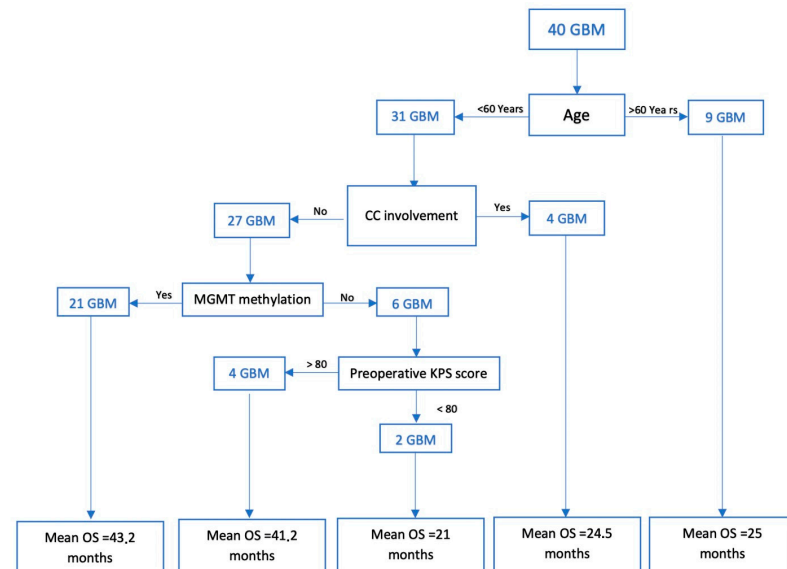 40 GBM
<60 Years
>60 Yea rs
31 GBM
Age
9 GBM
No
CC involvement
Yes
27 GBM
4 GBM
21 GBM
Yes
MGMT methylation
No
6 GBM
4 GBM
> 80
Preoperative KPS score
< 80
2 GBM
Mean OS =43.2
months
Mean OS =41.2
months
Mean OS =21
months
Mean OS =24.5
months
Mean OS =25
months